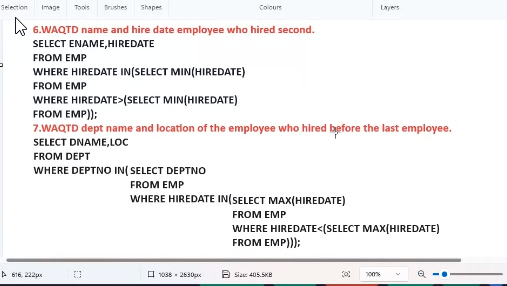 Selection Image Tools Brushes Shapes Colours Layers
6.WAQTD name and hire date employee who hired second.
SELECT ENAME,HIREDATE
FROM EMP
WHERE HIREDATE IN(SELECT MIN(HIREDATE)
FROM EMP
WHERE HIREDATE>(SELECT MIN(HIREDATE)
FROM EMP));
7.WAQTD dept name and location of the employee who hired before the last employee.
SELECT DNAME,LOC
FROM DEPT
WHERE DEPTNO IN( SELECT DEPTNO
FROM EMP
WHERE HIREDATE IN( SELECT MAX(HIREDATE)
FROM EMP
WHERE HIREDATE<(SELECT MAX(HIREDATE)
FROM EMP)));
616, 222px 1038 × 2630px Size: 405.5KB 100%